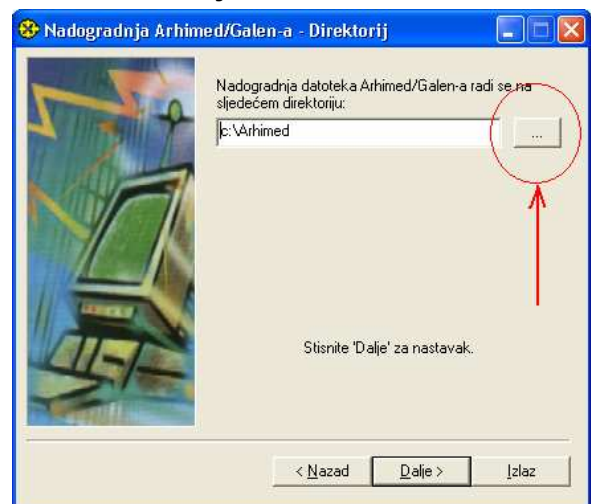 Nadogradnja Arhimed/Galen-a - Direktorij
Nadogradnja datoteka Arhimed/Galen-a radi se na
sljedećem direktoriju:
c:\Arhimed
...
Stisnite 'Dalje' za nastavak.
< Nazad
Dalje >
Izlaz